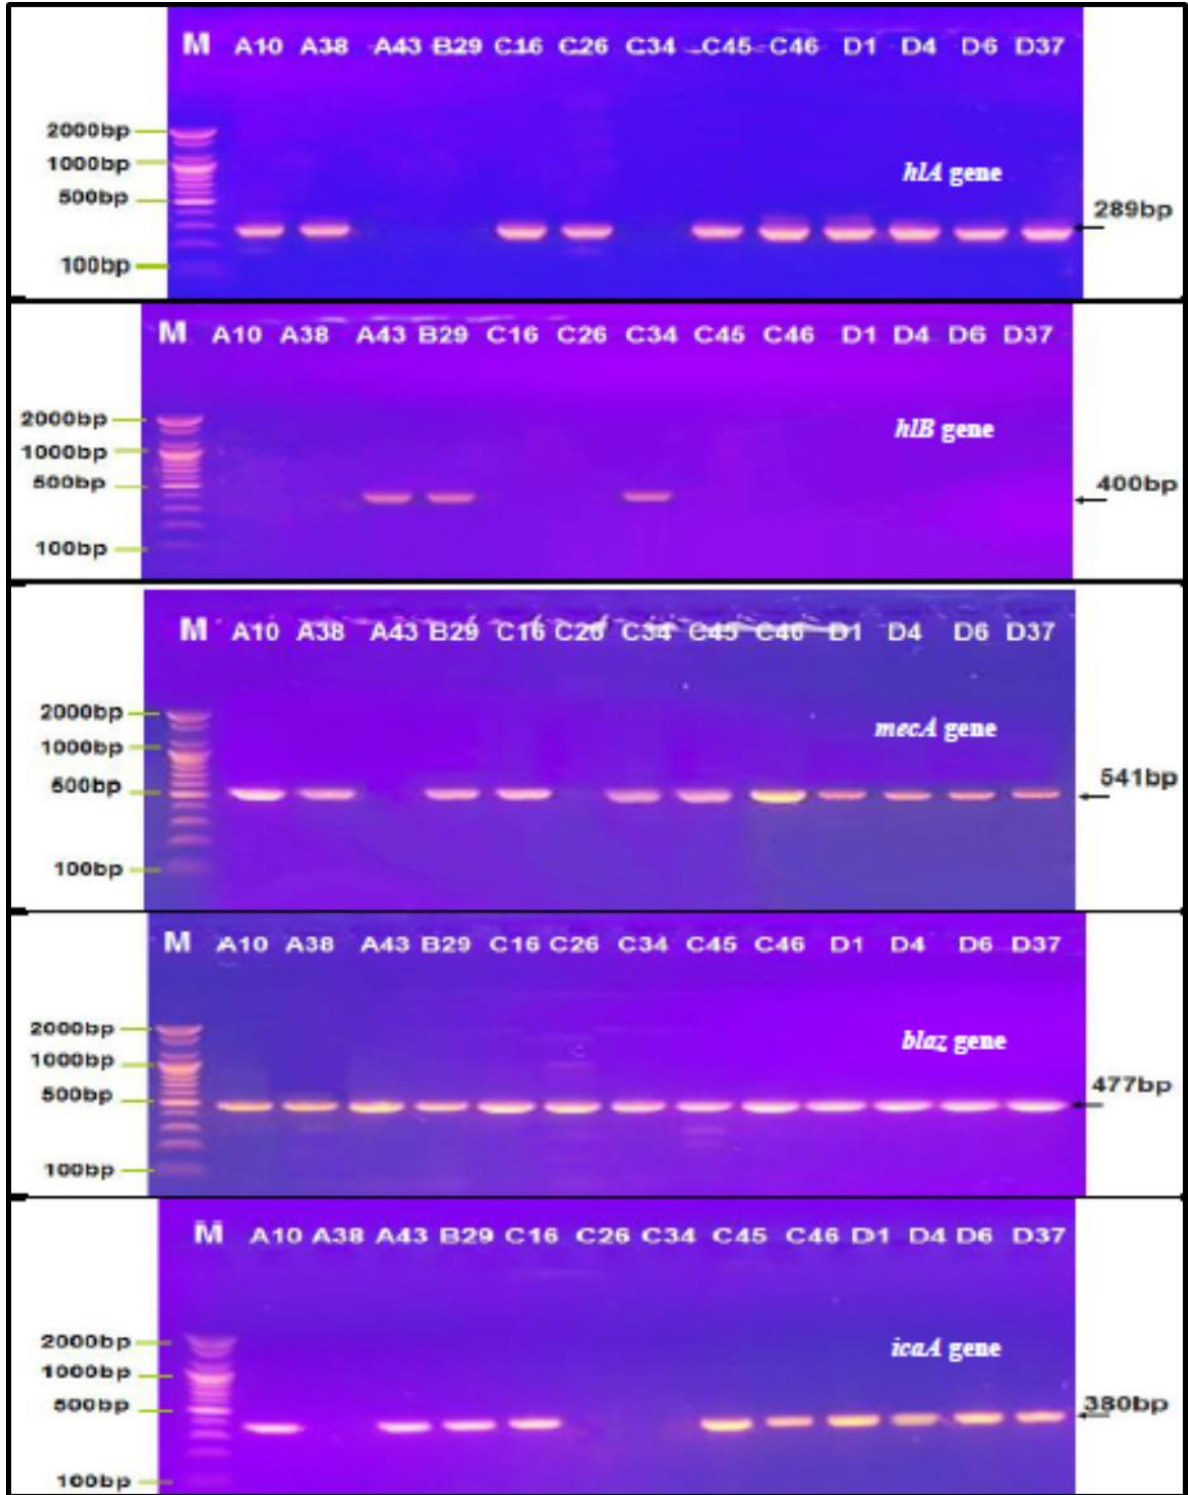 M A10 A38 A43 B29 C16 C26 C34 C45 C46 D1 D4 D6 D37
2000bp
1000bp
hlA gene
500bp
289bp
100bp
M A10 A38 A43 B29 C16 C26 C34 C45 C46 D1 D4 D6 D37
2000bp
hlB gene
1000bp
500bp
400bp
100bp
M A10 A38 A43 B29 C16 C26 C34 C45 C46 D1 D4 D6 D37
2000bp
mecA gene
1000bp
500bp
541bp
100bp
M A10 A38 A43 B29 C16 C26 C34 C45 C46 D1 D4 D6 D37
2000bp
blaz gene
1000bp
500bp
477bp
100bp
M A10 A38 A43 B29 C16 C26 C34 C45 C46 D1 D4 D6 D37
2000bp
icaA gene
1000bp
500bp
380bp
100bp